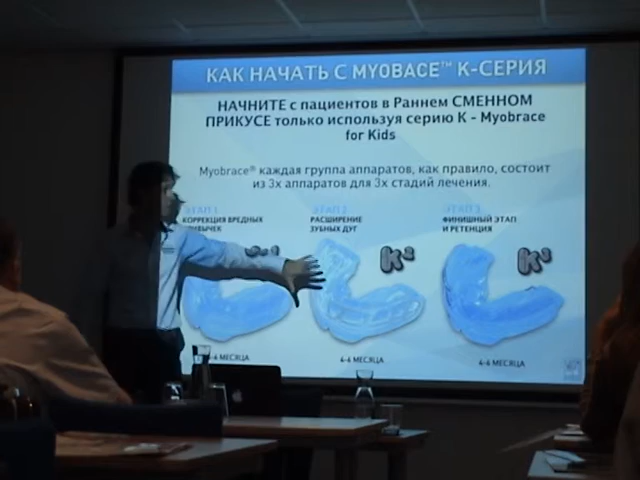 КАК НАЧАТЬ С MYOBACE™ К-СЕРИЯ
НАЧНИТЕ с пациентов в Раннем СМЕННОМ
ПРИКУСЕ только используя серию К - Myobrace
for Kids
Myobrace® каждая группа аппаратов, как правило, состоит
из 3х аппаратов для 3х стадий лечения.
ЭТАП 1
КОРРЕКЦИЯ ВРЕДНЫХ
ЭТАП 2
РАСШИРЕНИЕ
ЗУБНЫХ ДУГ
ЭТАП 3
ФИНИШНЫЙ ЭТАП
И РЕТЕНЦИЯ
K2
K3
МЕСЯЦА
4-6 МЕСЯЦА
4-6 МЕСЯЦА